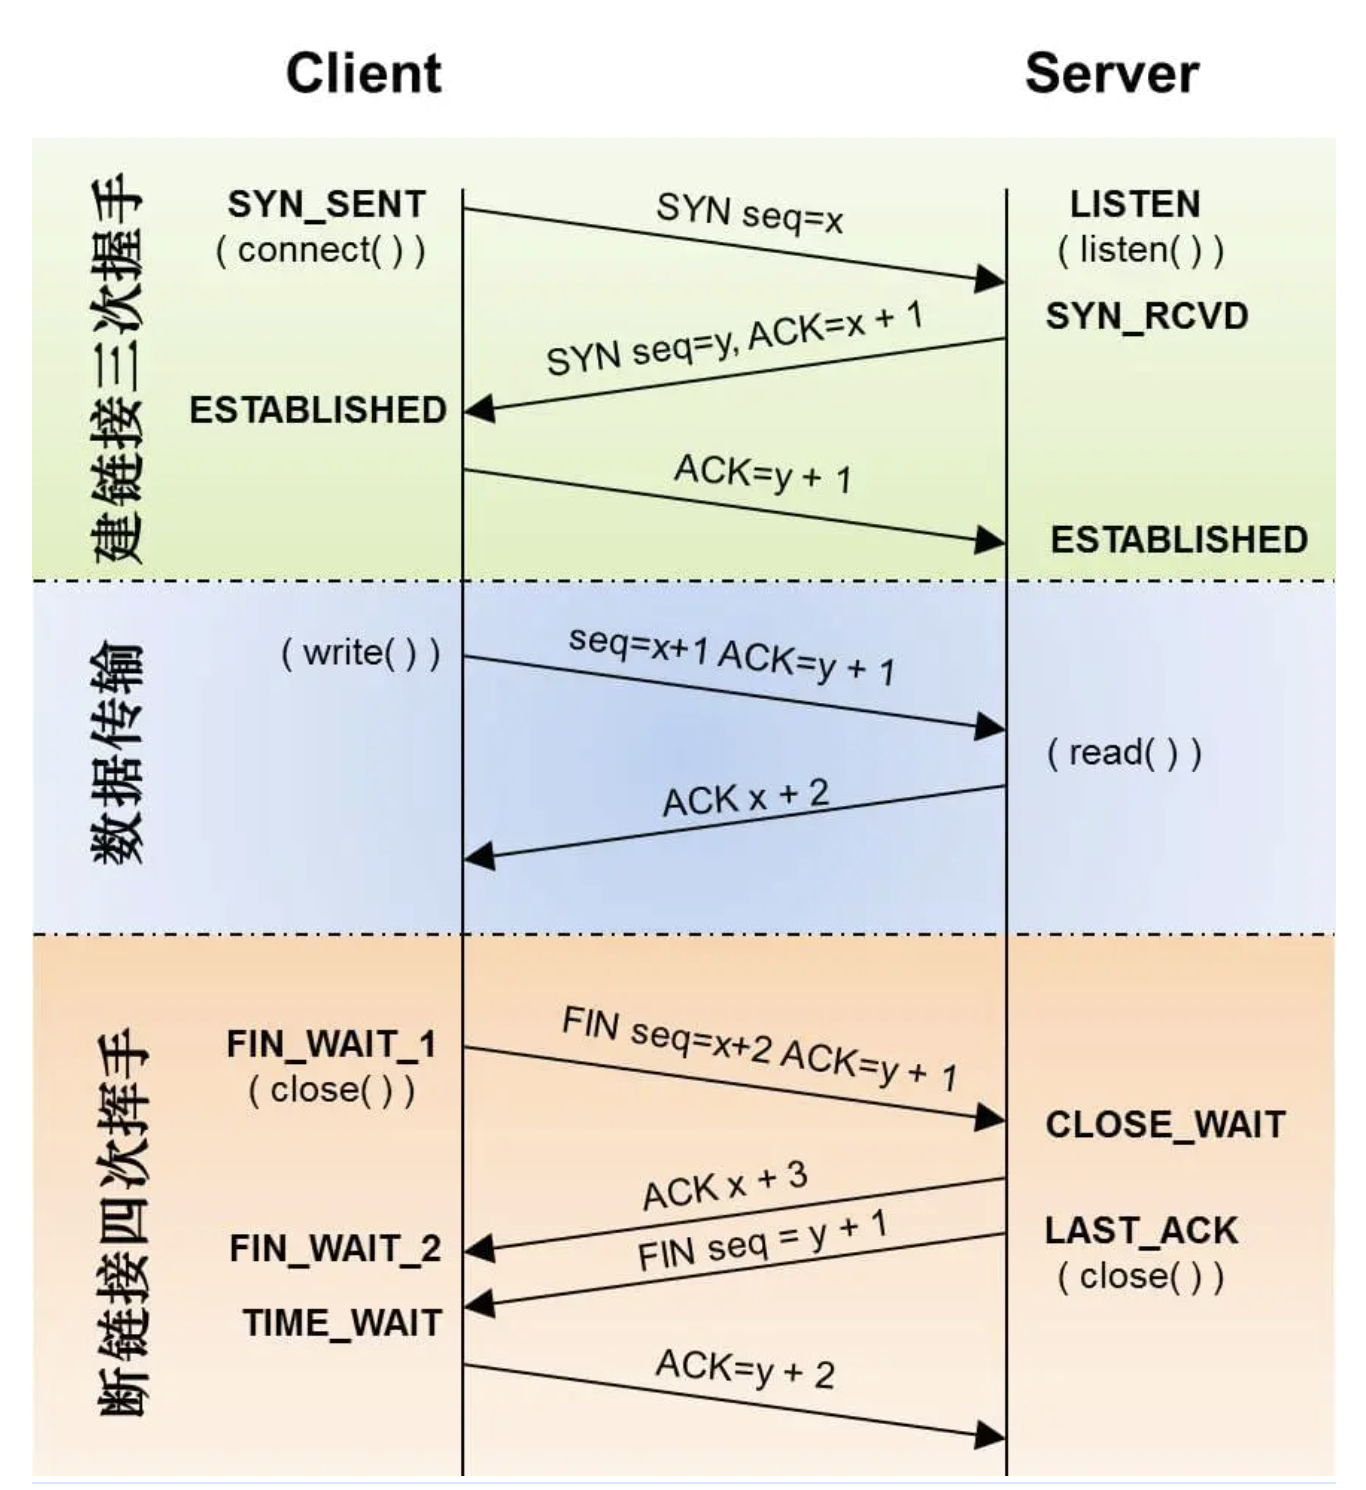 Client
Server
建链接三次握手
SYN_SENT
( connect( ) )
SYN seq=x
LISTEN
( listen( ) )
SYN_RCVD
SYN seq=y, ACK=x + 1
ESTABLISHED
ACK=y + 1
ESTABLISHED
数据传输
( write( ) )
seq=x+1 ACK=y + 1
( read( ) )
ACK x + 2
断链接四次挥手
FIN_WAIT_1
( close( ) )
FIN seq=x+2 ACK=y + 1
CLOSE_WAIT
ACK x + 3
FIN_WAIT_2
FIN seq = y + 1
LAST_ACK
( close( ) )
TIME_WAIT
ACK=y + 2